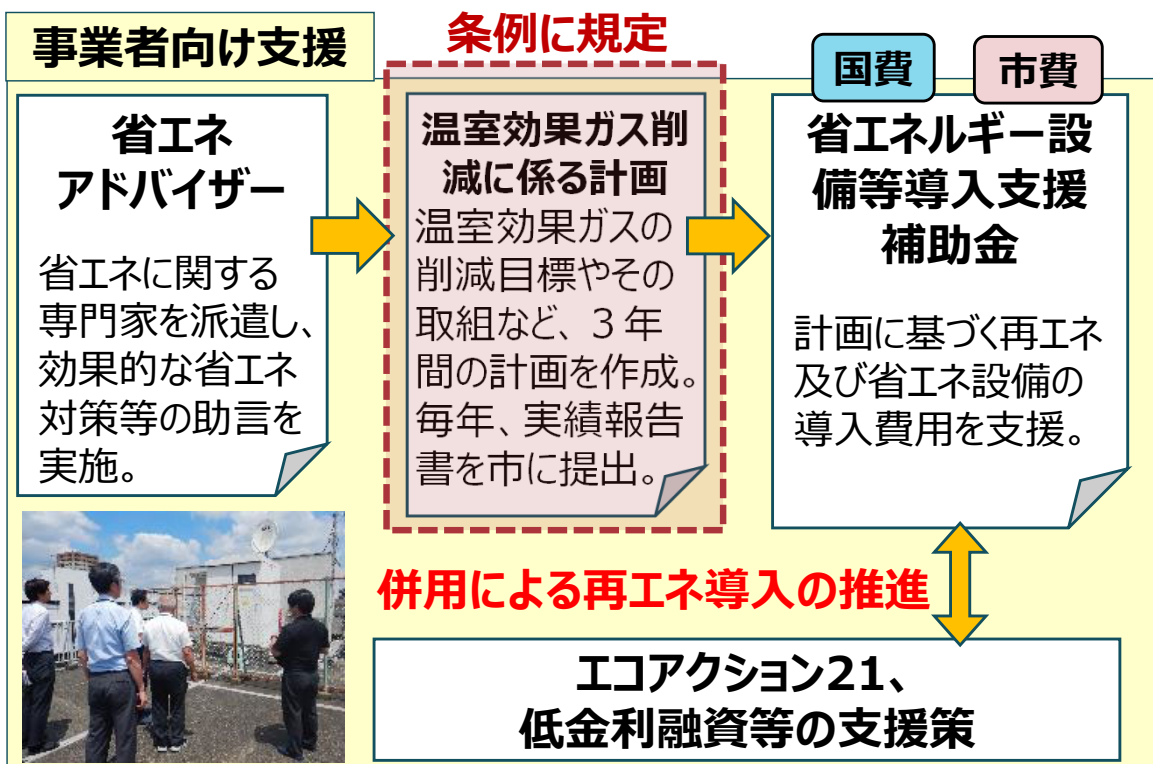 事業者向け支援
条例に規定
国費
市費
省エネ
アドバイザー
省エネに関する
専門家を派遣し、
効果的な省エネ
対策等の助言を
実施。
温室効果ガス削
減に係る計画
温室効果ガスの
削減目標やその
取組など、３年
間の計画を作成。
毎年、実績報告
書を市に提出。
省エネルギー設
備等導入支援
補助金
計画に基づく再エネ
及び省エネ設備の
導入費用を支援。
併用による再エネ導入の推進
エコアクション21、
低金利融資等の支援策